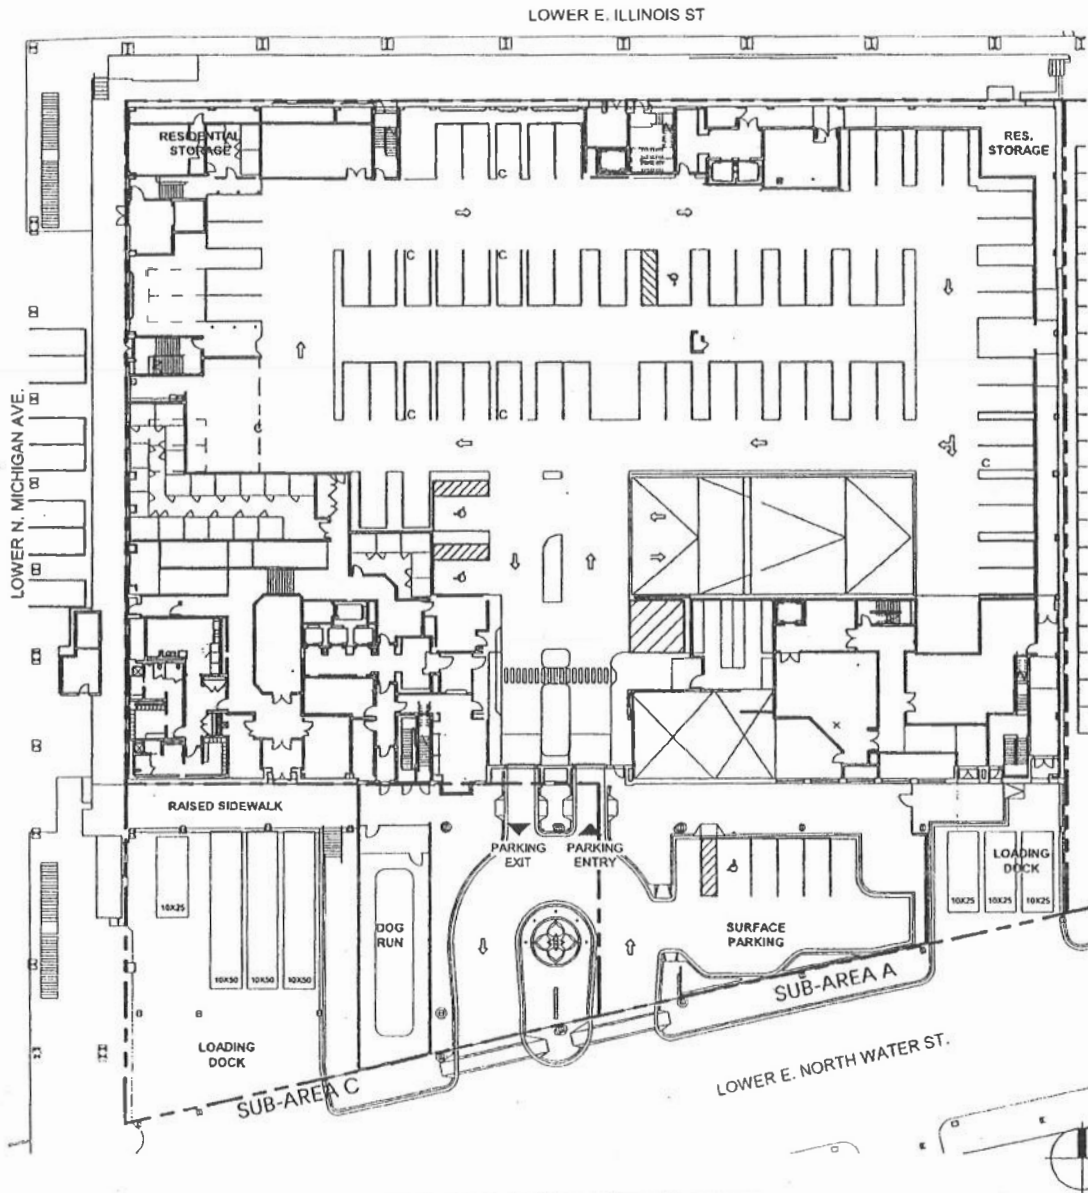 LOWER E. ILLINOIS ST
RESIDENTIAL
STORAGE
RES.
STORAGE
C
C
C
LOWER N. MICHIGAN AVE.
C
C
C
C
RAISED SIDEWALK
PARKING
EXIT
PARKING
ENTRY
LOADING
DOCK
10X25
10X25
10X25
10X25
DOG
RUN
SURFACE
PARKING
10X50
10X50
10X50
SUB-AREA A
LOADING
DOCK
SUB-AREA C
LOWER E. NORTH WATER ST.